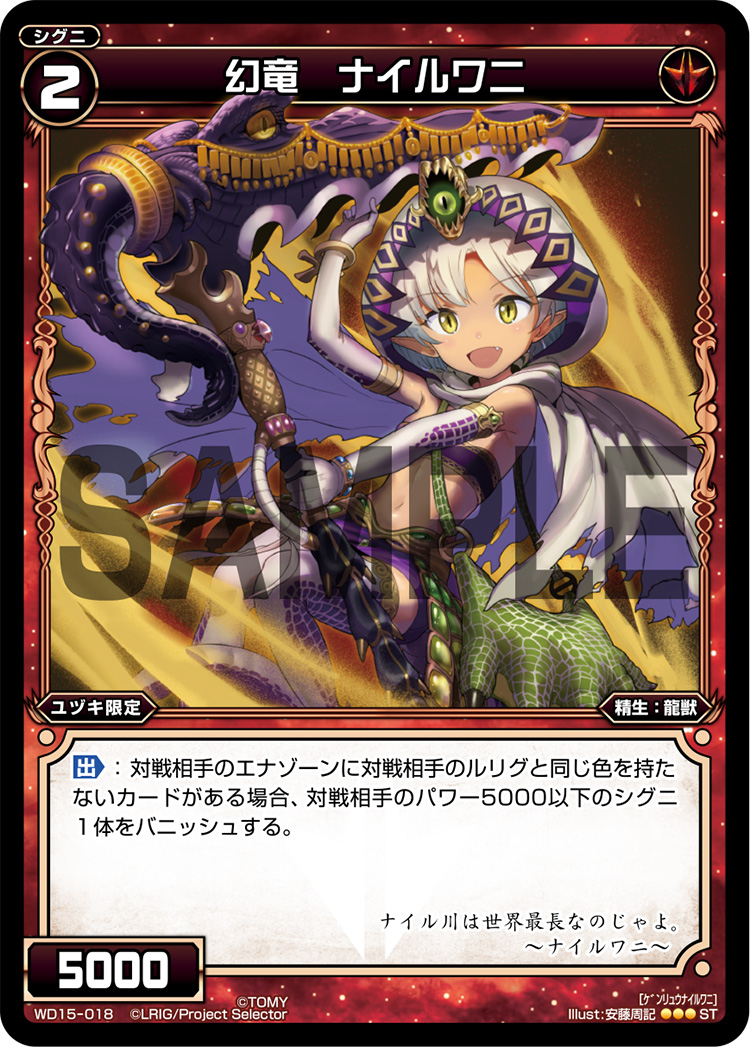 シグニ
2
幻竜　ナイルワニ
SAMPLE
ユヅキ限定
精生：龍獣
出：対戦相手のエナゾーンに対戦相手のルリグと同じ色を持た
ないカードがある場合、対戦相手のパワー5000以下のシグニ
１体をバニッシュする。
ナイル川は世界最長なのじゃよ。
～ナイルワニ～
5000
[ｹﾞﾝﾘｭｳﾅｲﾙﾜﾆ]
©TOMY
WD15-018 ©LRIG/Project Selector
Illust:安藤周記 ST